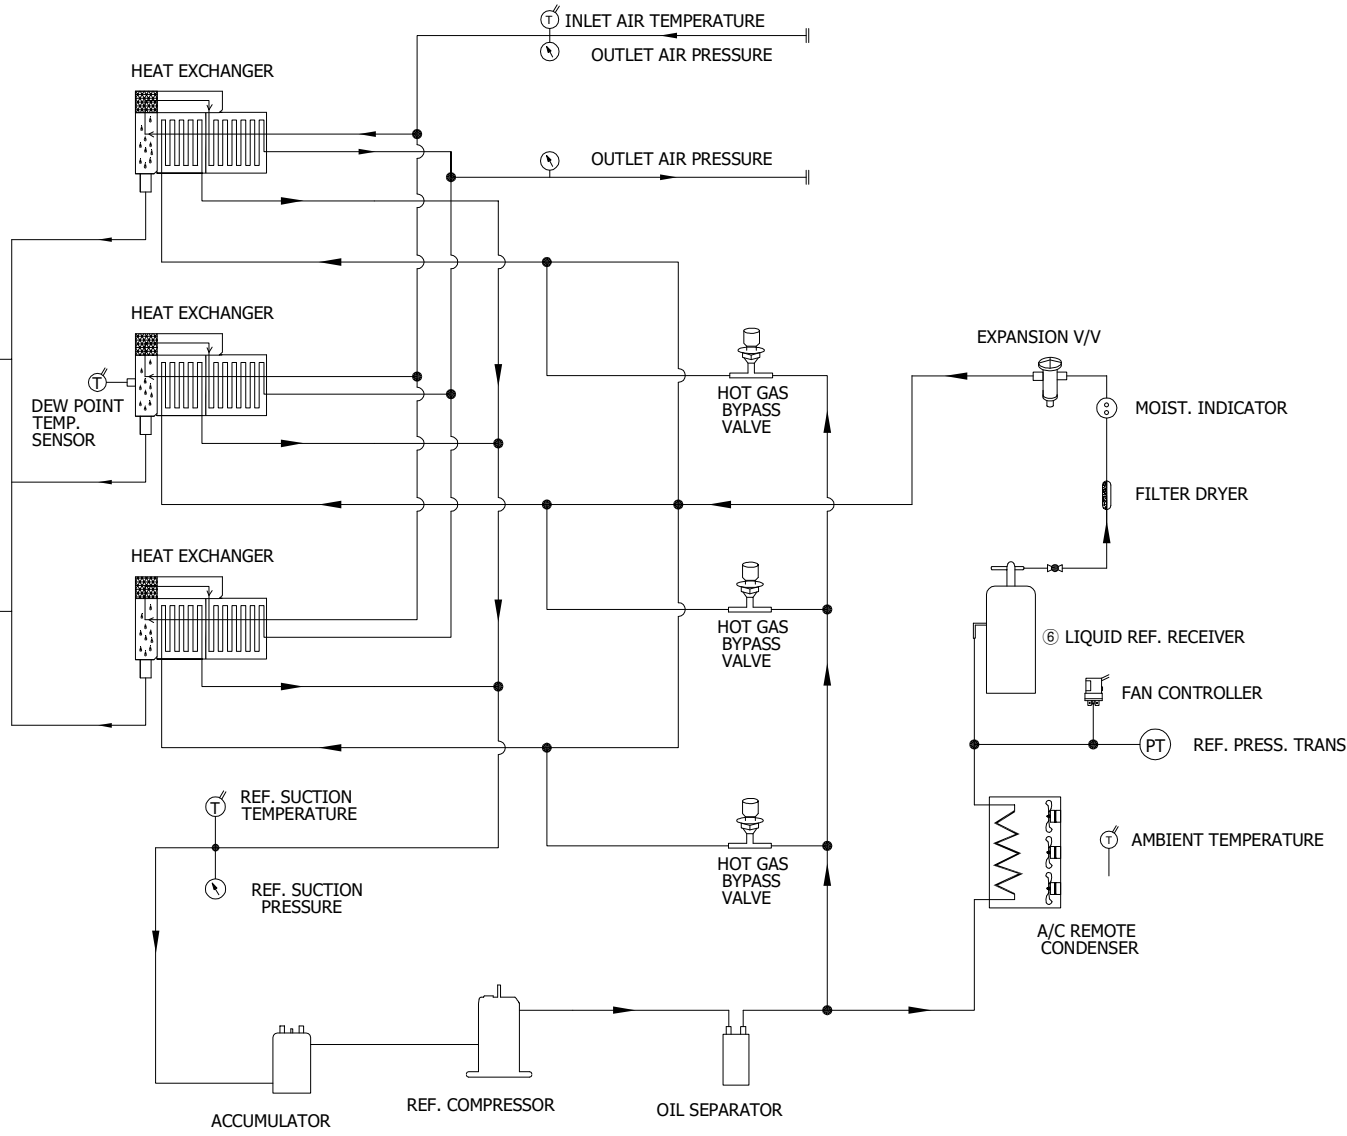 T
INLET AIR TEMPERATURE
OUTLET AIR PRESSURE
HEAT EXCHANGER
OUTLET AIR PRESSURE
HEAT EXCHANGER
T
DEW POINT
TEMP.
SENSOR
EXPANSION V/V
HOT GAS
BYPASS
VALVE
MOIST. INDICATOR
FILTER DRYER
HEAT EXCHANGER
HOT GAS
BYPASS
VALVE
⑥ LIQUID REF. RECEIVER
FAN CONTROLLER
PT
REF. PRESS. TRANS
T
REF. SUCTION
TEMPERATURE
T
AMBIENT TEMPERATURE
HOT GAS
BYPASS
VALVE
REF. SUCTION
PRESSURE
A/C REMOTE
CONDENSER
ACCUMULATOR
REF. COMPRESSOR
OIL SEPARATOR